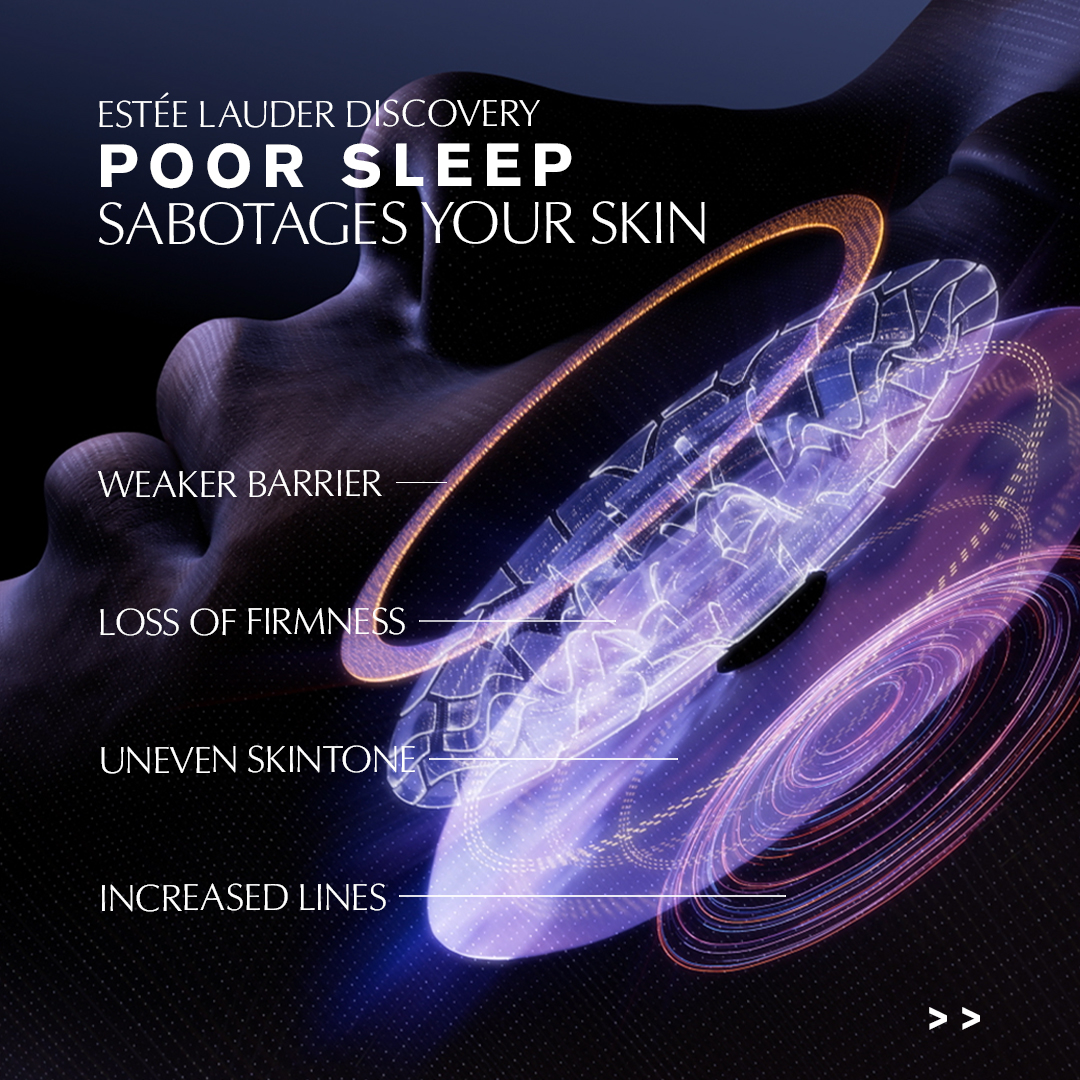 ESTÉE LAUDER DISCOVERY
POOR SLEEP
SABOTAGES YOUR SKIN
WEAKER BARRIER
LOSS OF FIRMNESS
UNEVEN SKINTONE
INCREASED LINES
> >